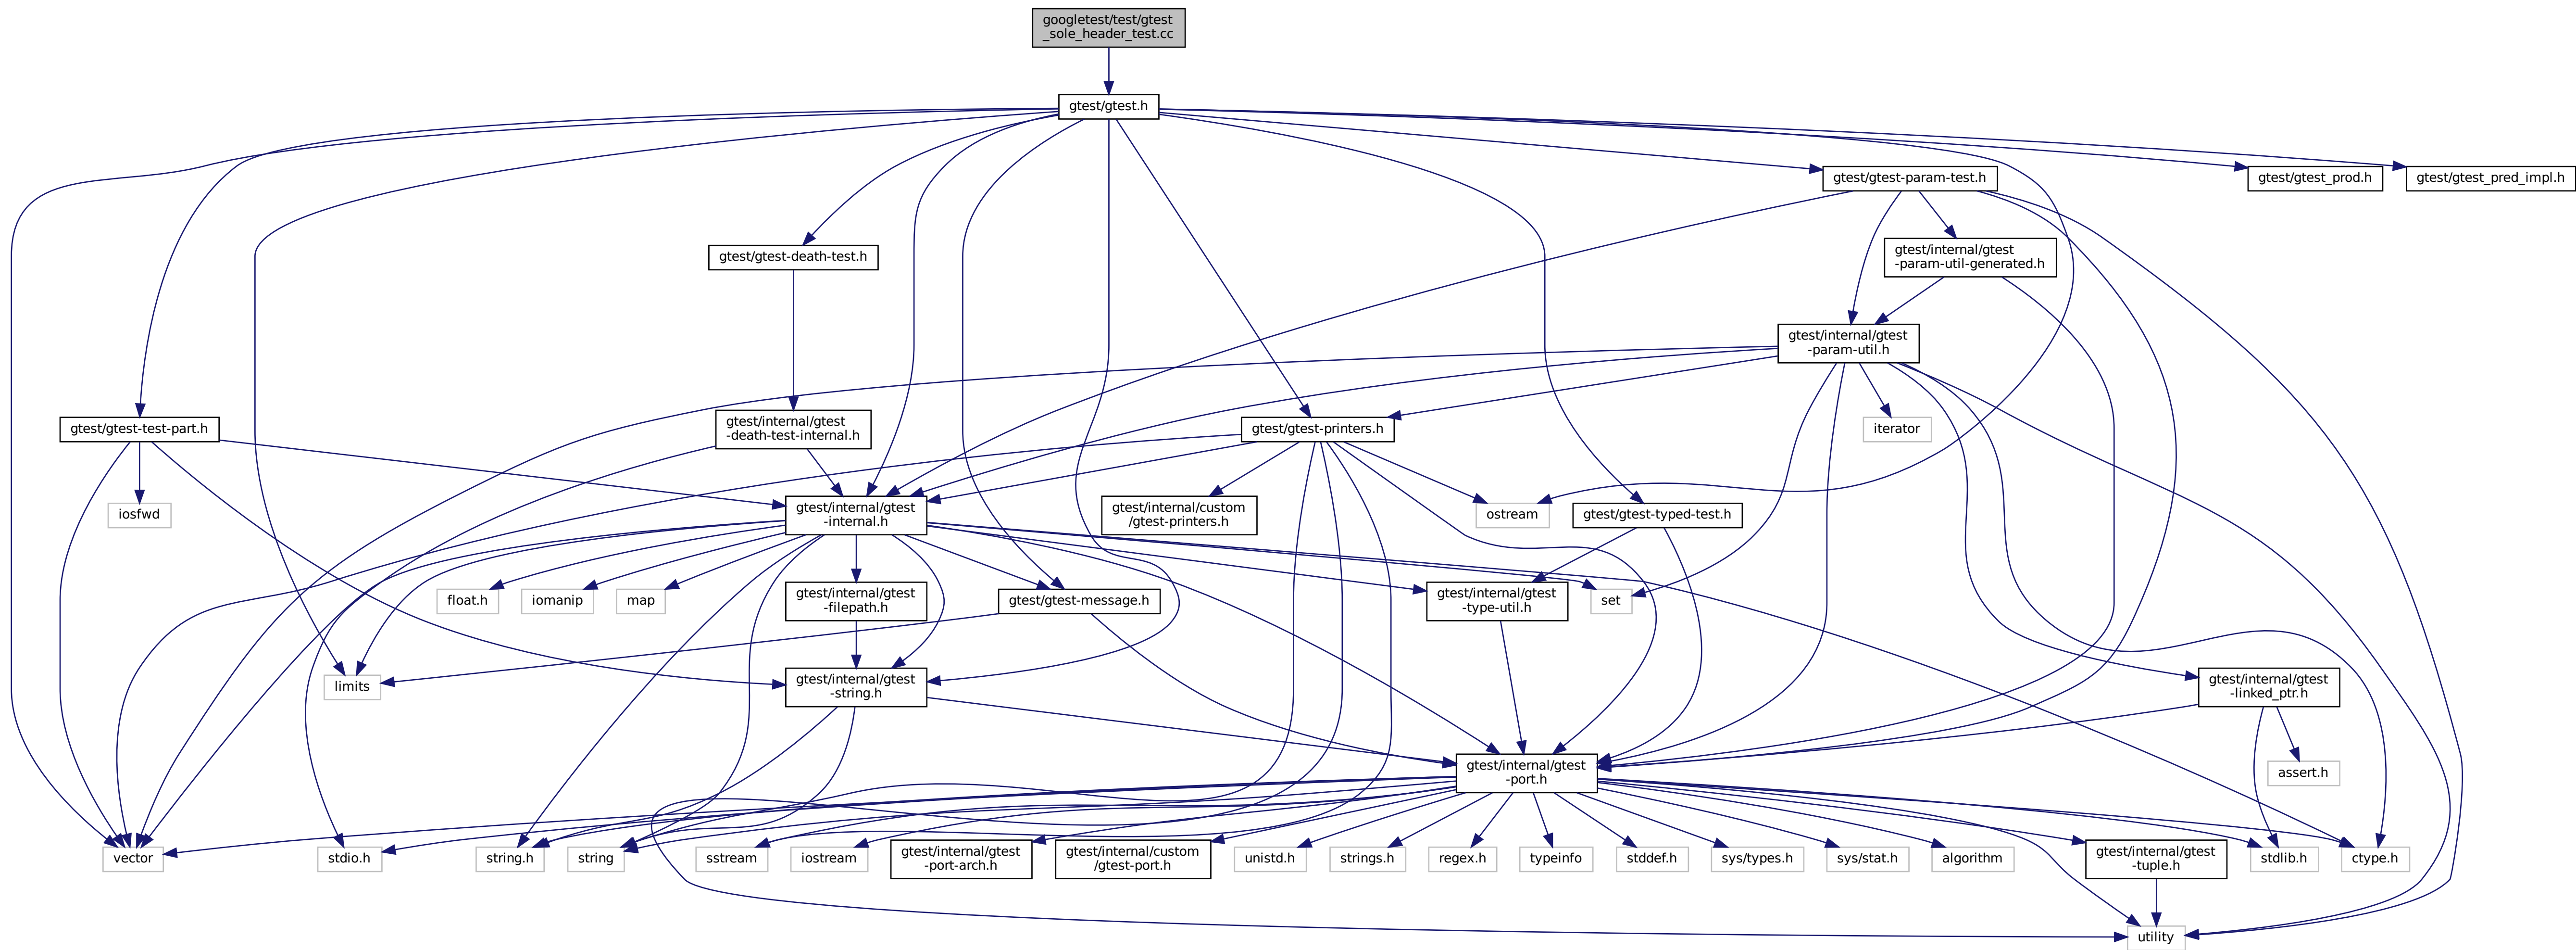 googletest/test/gtest
_sole_header_test.cc
gtest/gtest.h
gtest/gtest-param-test.h
gtest/gtest_prod.h
gtest/gtest_pred_impl.h
gtest/gtest-death-test.h
gtest/internal/gtest
-param-util-generated.h
gtest/internal/gtest
-param-util.h
gtest/gtest-test-part.h
gtest/internal/gtest
-death-test-internal.h
gtest/gtest-printers.h
iterator
iosfwd
gtest/internal/gtest
-internal.h
gtest/internal/custom
/gtest-printers.h
ostream
gtest/gtest-typed-test.h
float.h
iomanip
map
gtest/internal/gtest
-filepath.h
gtest/gtest-message.h
gtest/internal/gtest
-type-util.h
set
limits
gtest/internal/gtest
-string.h
gtest/internal/gtest
-linked_ptr.h
gtest/internal/gtest
-port.h
assert.h
vector
stdio.h
string.h
string
sstream
iostream
gtest/internal/gtest
-port-arch.h
gtest/internal/custom
/gtest-port.h
unistd.h
strings.h
regex.h
typeinfo
stddef.h
sys/types.h
sys/stat.h
algorithm
gtest/internal/gtest
-tuple.h
stdlib.h
ctype.h
utility